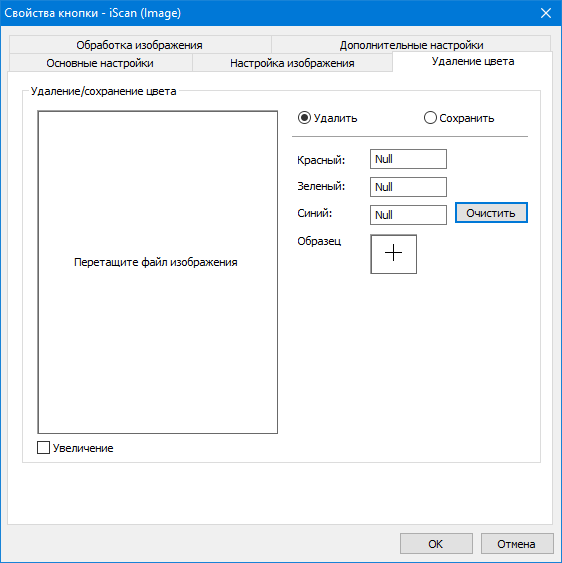 Свойства кнопки - iScan (Image)
Обработка изображения
Дополнительные настройки
Основные настройки
Настройка изображения
Удаление цвета
Удаление/сохранение цвета
Перетащите файл изображения
Увеличение
Удалить
Сохранить
Красный: Null
Зеленый: Null
Синий: Null
Очистить
Образец
OK
Отмена